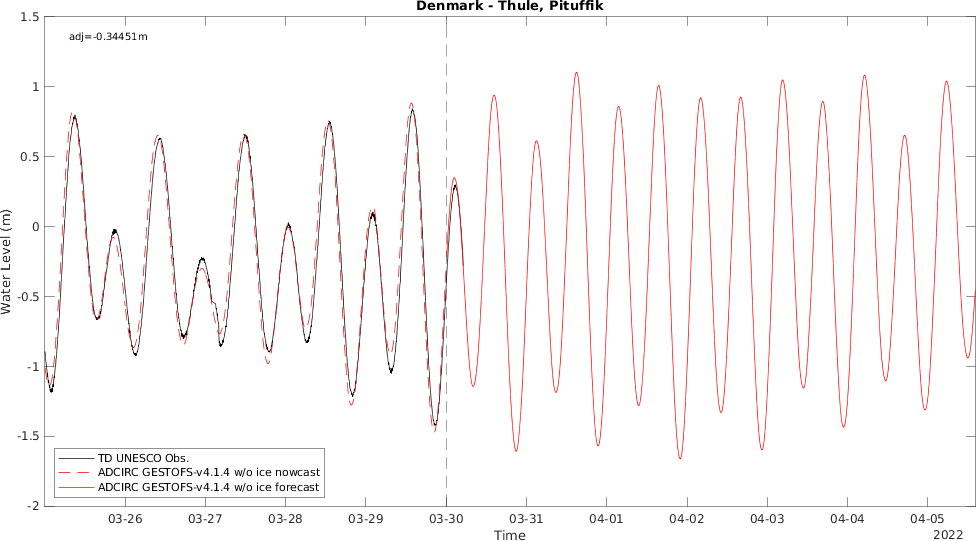 Denmark - Thule, Pituffik
adj=-0.34451m
1.5
1
0.5
0
-0.5
-1
-1.5
-2
Water Level (m)
TD UNESCO Obs.
ADCIRC GESTOFS-v4.1.4 w/o ice nowcast
ADCIRC GESTOFS-v4.1.4 w/o ice forecast
03-26 03-27 03-28 03-29 03-30 03-31 04-01 04-02 04-03 04-04 04-05
Time
2022